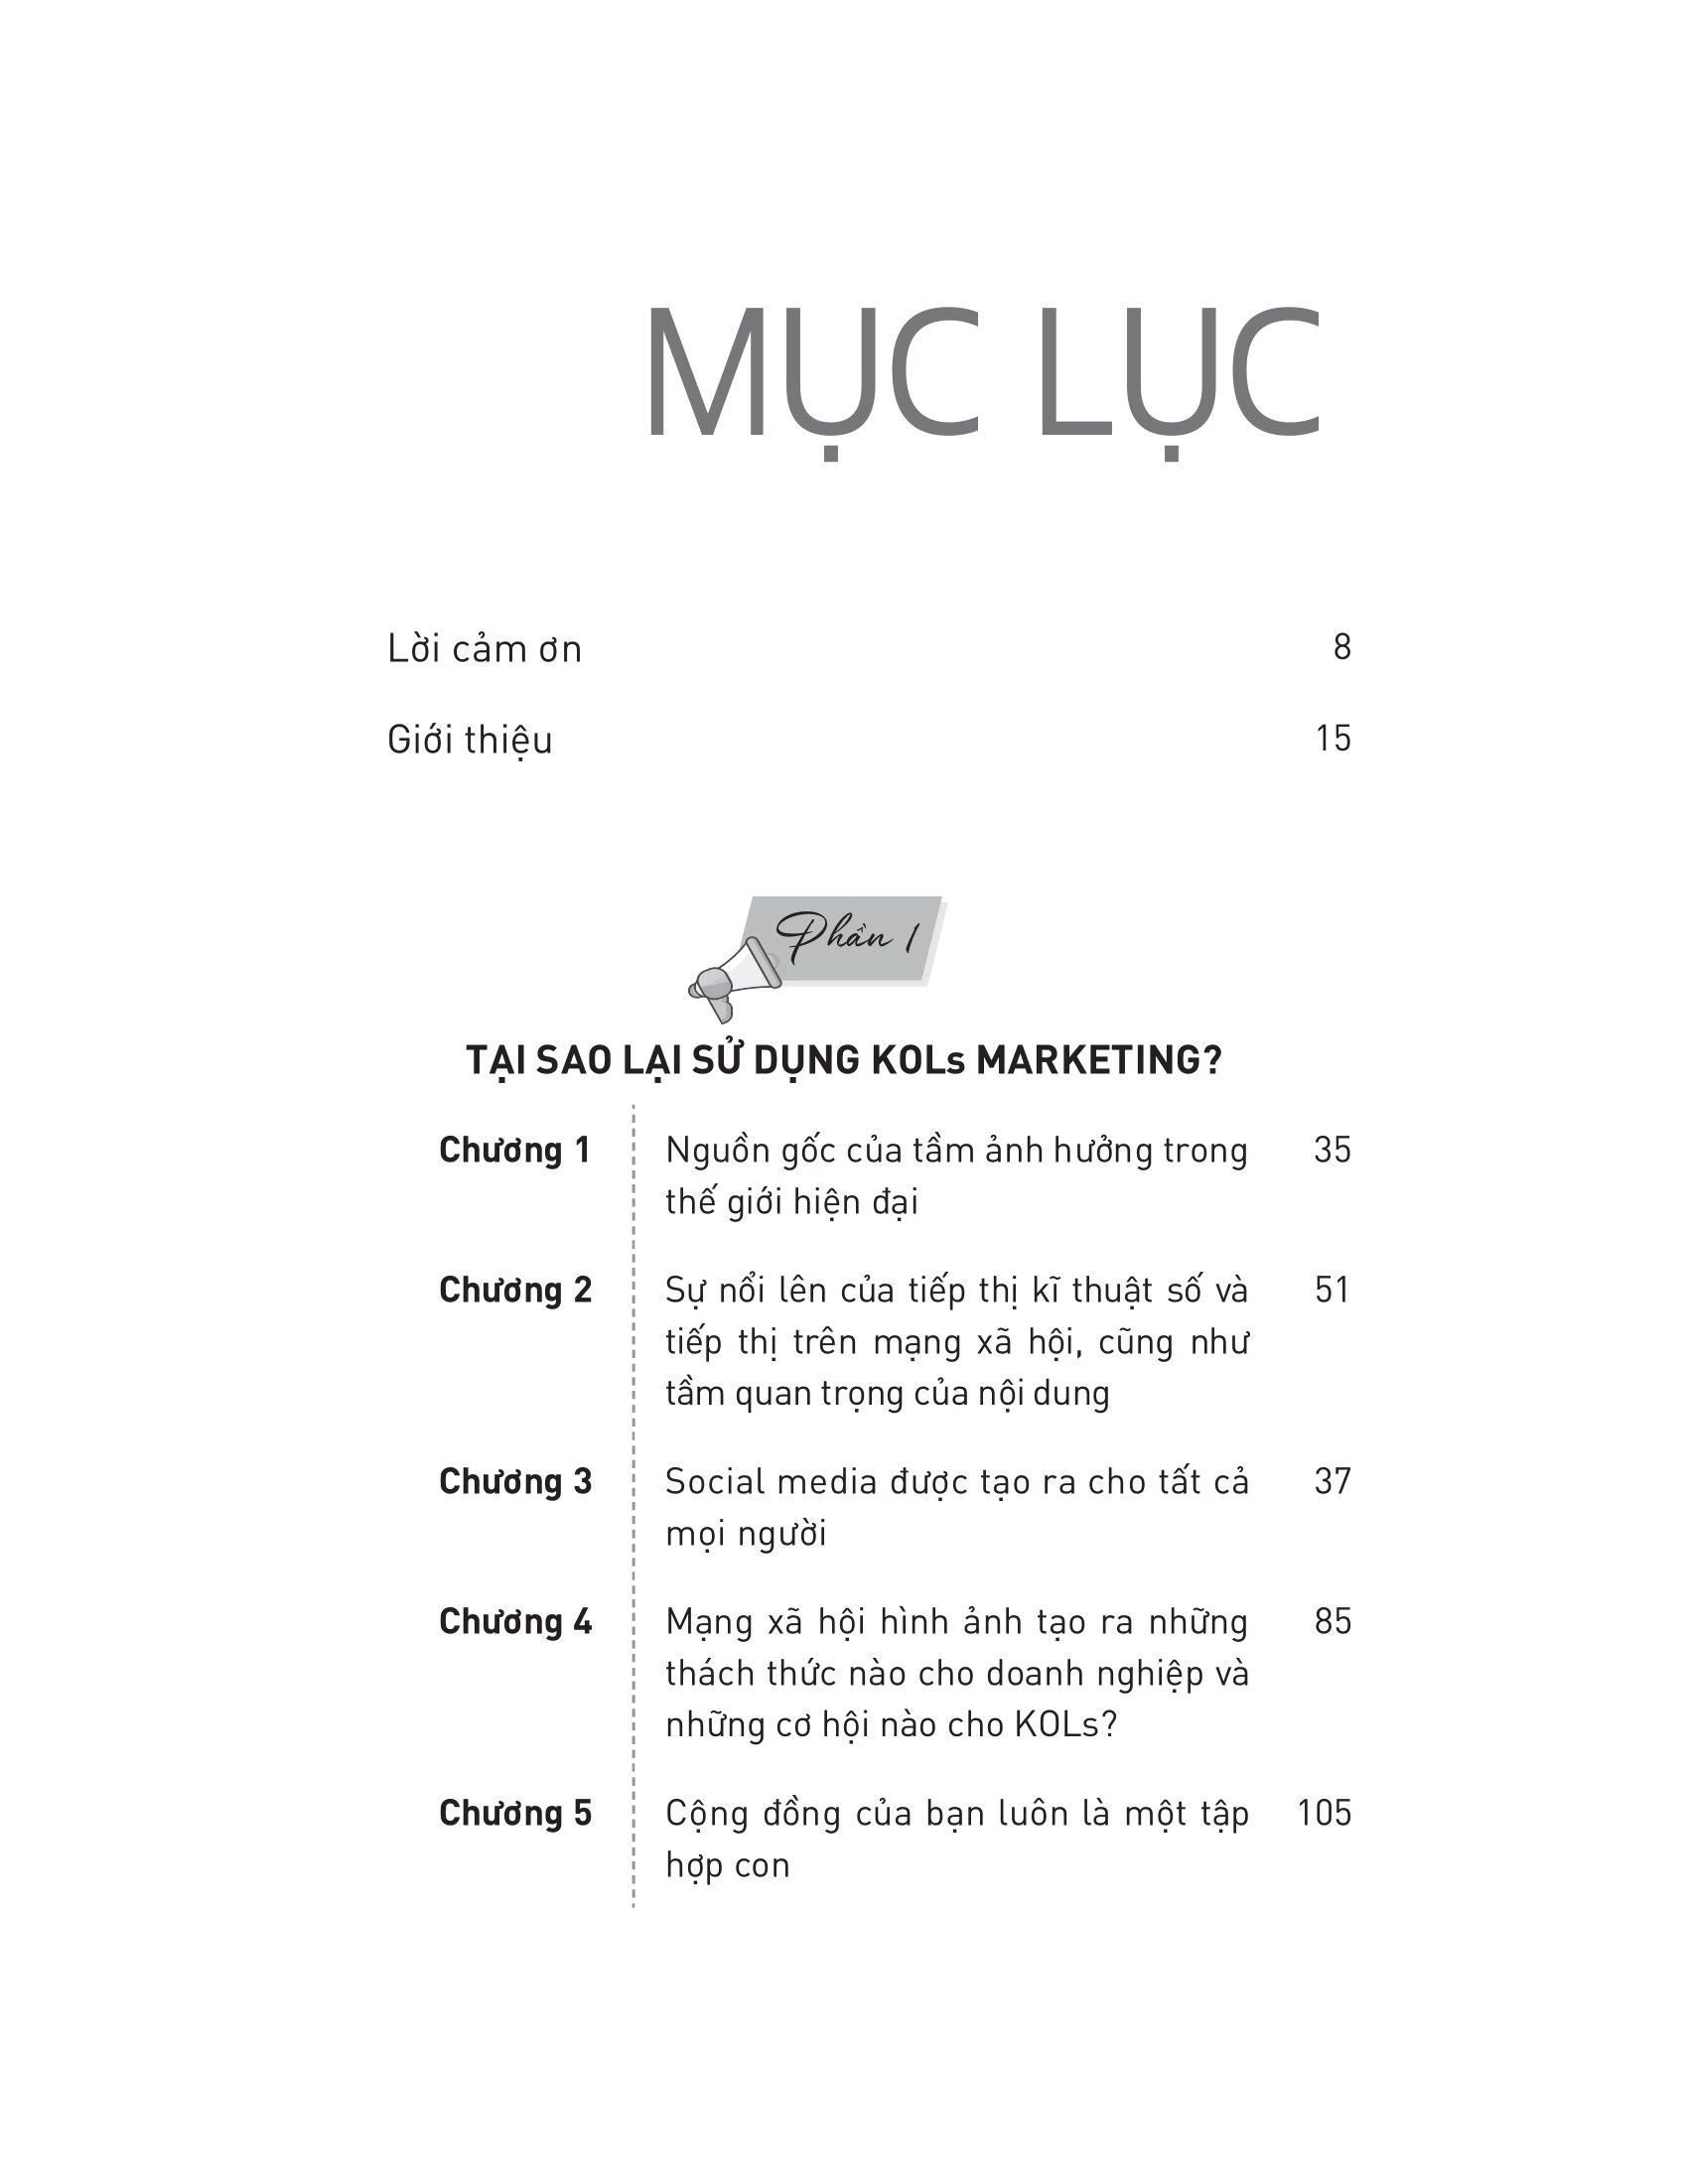 MỤC LỤC
Lời cảm ơn 8
Giới thiệu 15
Phần 1
TẠI SAO LẠI SỬ DỤNG KOLs MARKETING?
Chương 1 Nguồn gốc của tầm ảnh hưởng trong 35
thế giới hiện đại
Chương 2 Sự nổi lên của tiếp thị kĩ thuật số và 51
tiếp thị trên mạng xã hội, cũng như
tầm quan trọng của nội dung
Chương 3 Social media được tạo ra cho tất cả 37
mọi người
Chương 4 Mạng xã hội hình ảnh tạo ra những 85
thách thức nào cho doanh nghiệp và
những cơ hội nào cho KOLs?
Chương 5 Cộng đồng của bạn luôn là một tập 105
hợp con